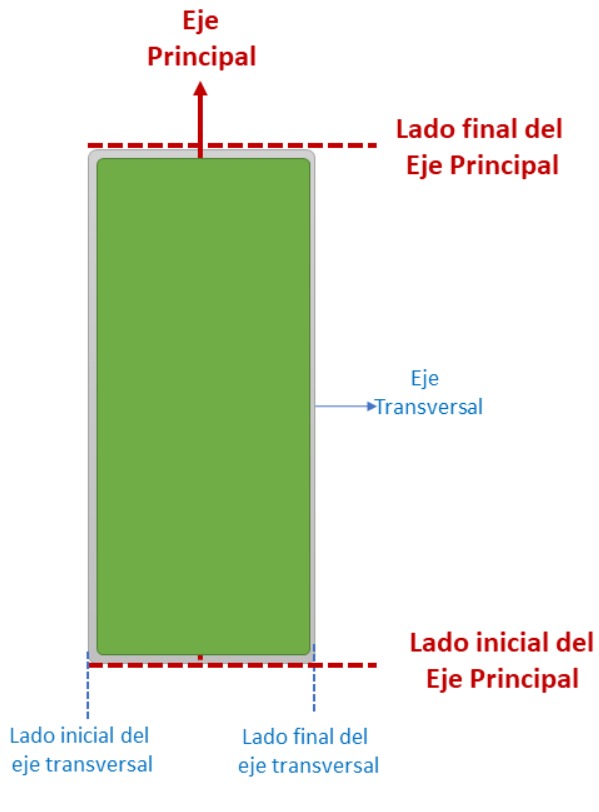 Eje
Principal
Lado final del
Eje Principal
Eje
Transversal
Lado inicial del
Eje Principal
Lado inicial del
eje transversal
Lado final del
eje transversal